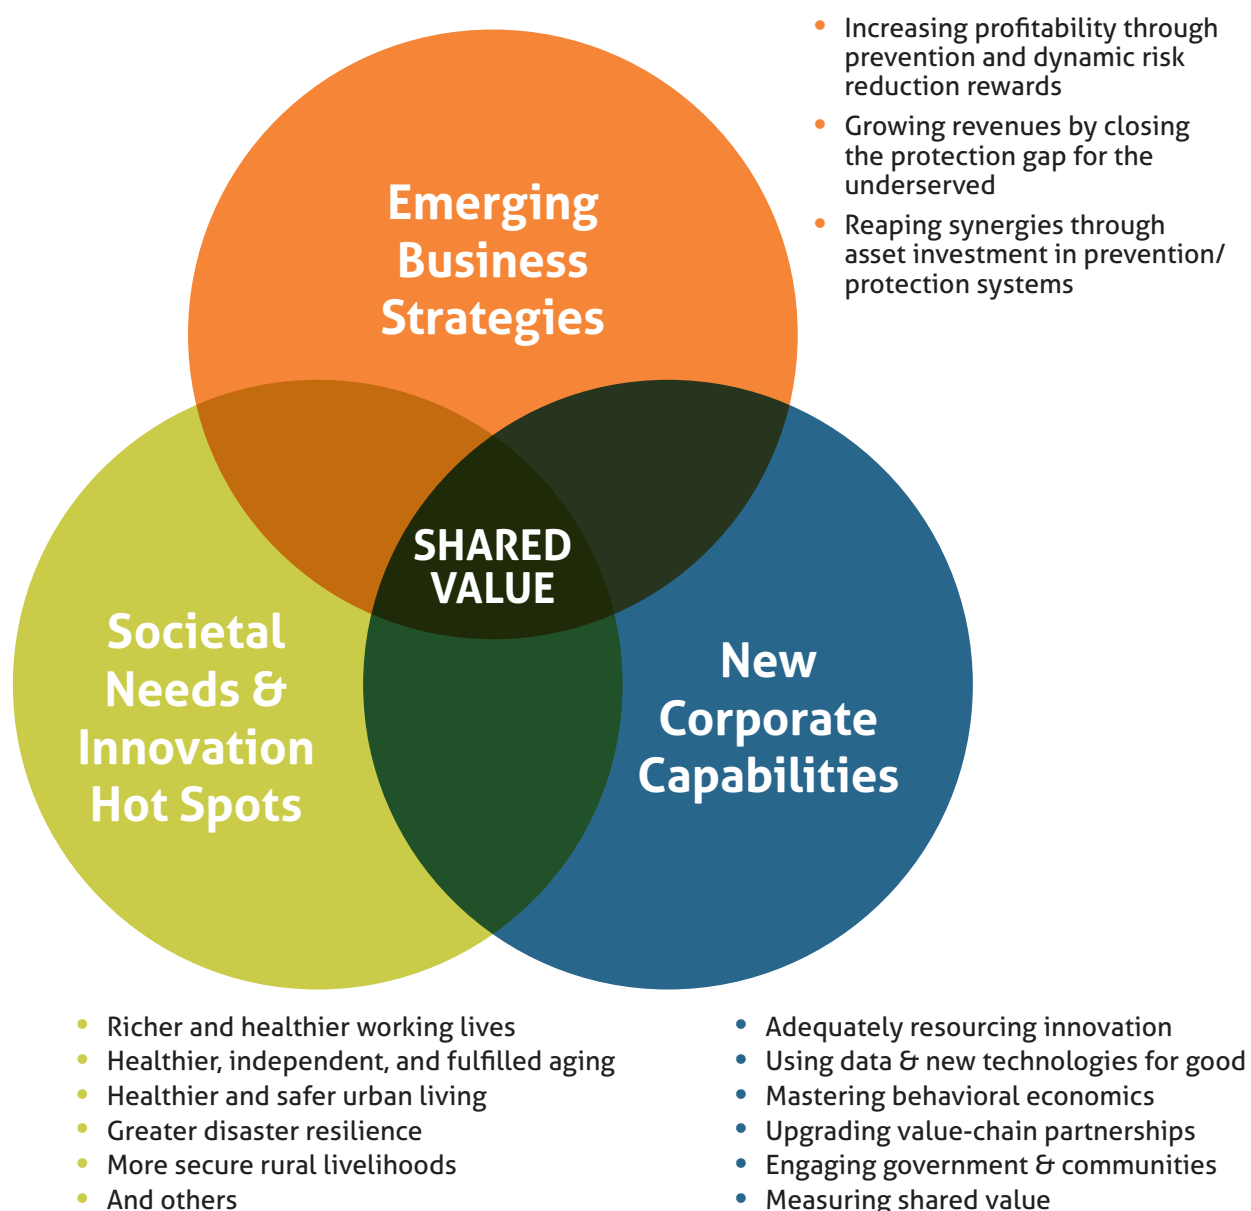 • Increasing profitability through
prevention and dynamic risk
reduction rewards
• Growing revenues by closing
the protection gap for the
underserved
• Reaping synergies through
asset investment in prevention/
protection systems
Emerging
Business
Strategies
SHARED
VALUE
Societal
Needs &
Innovation
Hot Spots
New
Corporate
Capabilities
• Richer and healthier working lives
• Healthier, independent, and fulfilled aging
• Healthier and safer urban living
• Greater disaster resilience
• More secure rural livelihoods
• And others
• Adequately resourcing innovation
• Using data & new technologies for good
• Mastering behavioral economics
• Upgrading value-chain partnerships
• Engaging government & communities
• Measuring shared value